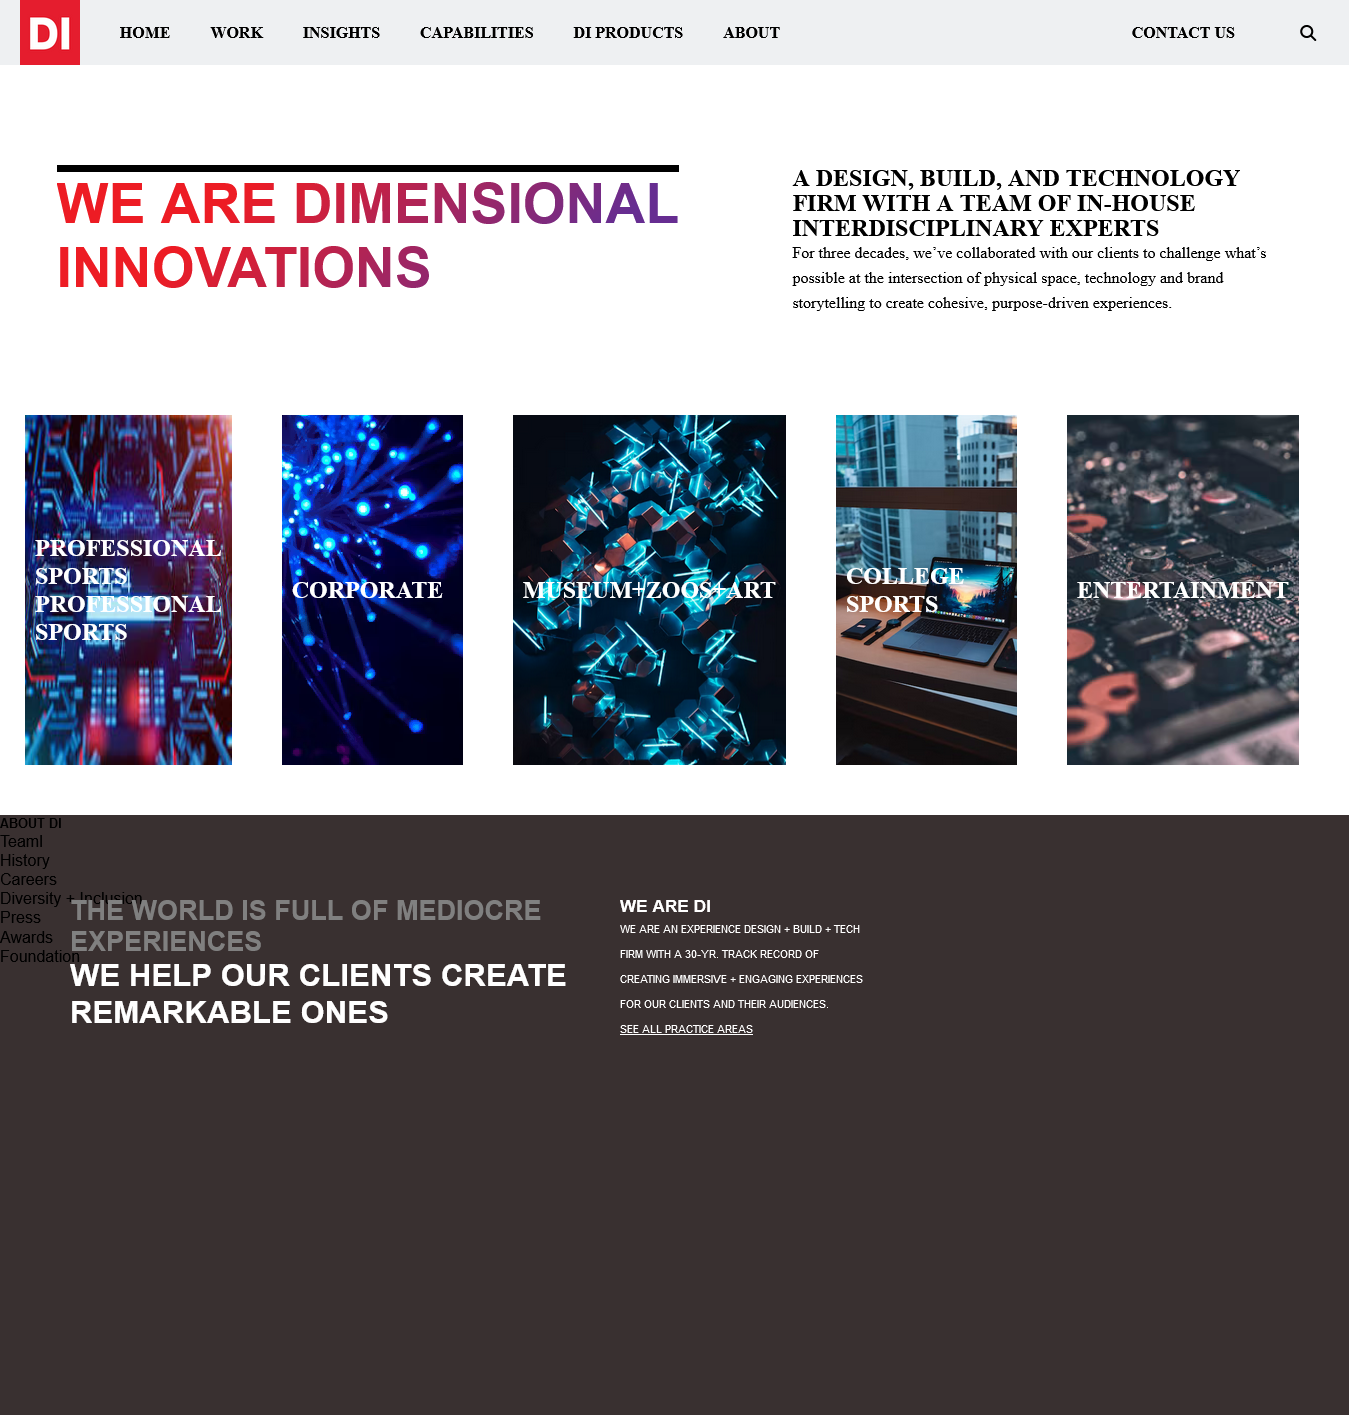 DI
HOME
WORK
INSIGHTS
CAPABILITIES
DI PRODUCTS
ABOUT
CONTACT US
WE ARE DIMENSIONAL
INNOVATIONS
A DESIGN, BUILD, AND TECHNOLOGY
FIRM WITH A TEAM OF IN-HOUSE
INTERDISCIPLINARY EXPERTS
For three decades, we've collaborated with our clients to challenge what's
possible at the intersection of physical space, technology and brand
storytelling to create cohesive, purpose-driven experiences.
PROFESSIONAL
SPORTS
PROFESSIONAL
SPORTS
CORPORATE
MUSEUM+ZOOS+ART
COLLEGE
SPORTS
ENTERTAINMENT
ABOUT DI
TeamI
History
Careers
Diversity + Inclusion
Press
Awards
Foundation
THE WORLD IS FULL OF MEDIOCRE
EXPERIENCES
WE HELP OUR CLIENTS CREATE
REMARKABLE ONES
WE ARE DI
WE ARE AN EXPERIENCE DESIGN + BUILD + TECH
FIRM WITH A 30-YR. TRACK RECORD OF
CREATING IMMERSIVE + ENGAGING EXPERIENCES
FOR OUR CLIENTS AND THEIR AUDIENCES.
SEE ALL PRACTICE AREAS